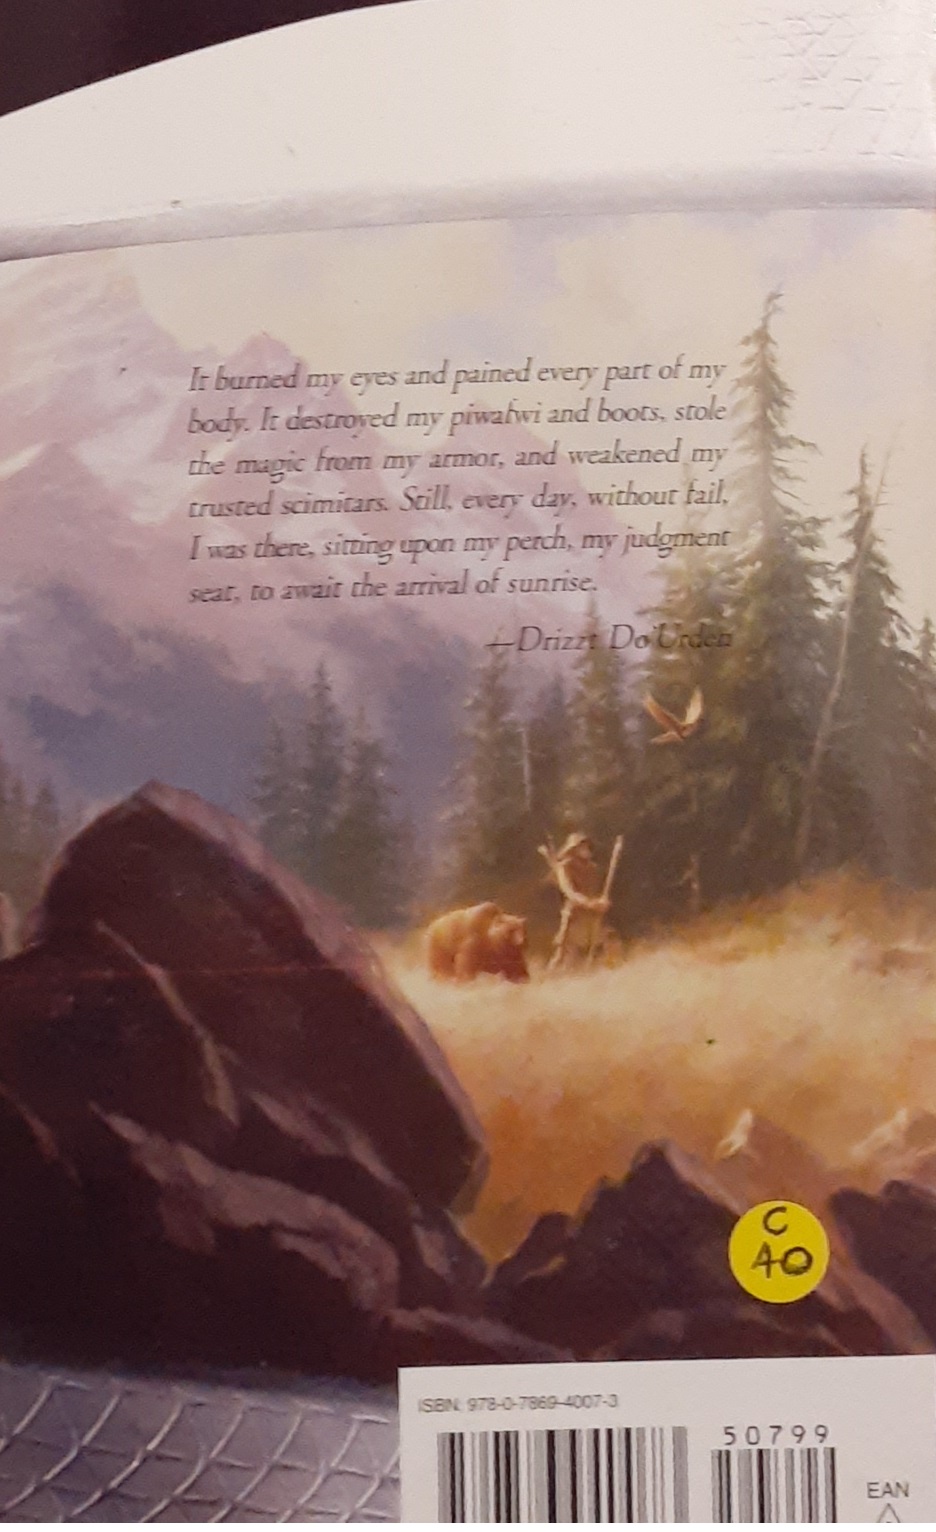 It burned my eyes and pained every part of my
body. It destroyed my piwafwi and boots, stole
the magic from my armor, and weakened my
trusted scimitars. Still, every day, without fail,
I was there, sitting upon my perch, my judgment
seat, to await the arrival of sunrise.
—Drizzt Do'Urden
C
40
ISBN: 978-0-7869-4007-3
50799
EAN